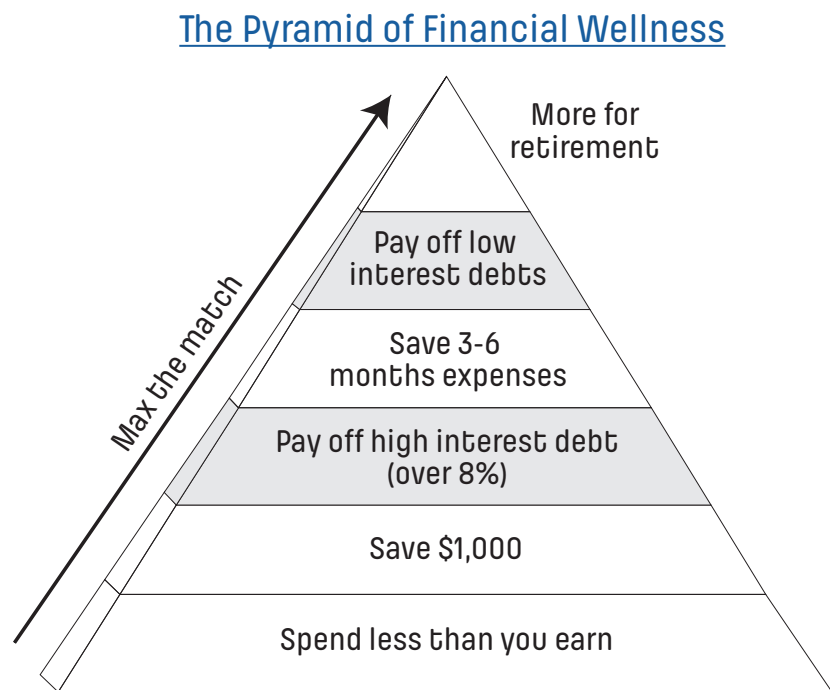 The Pyramid of Financial Wellness
More for
retirement
Pay off low
interest debts
Max the match
Save 3-6
months expenses
Pay off high interest debt
(over 8%)
Save $1,000
Spend less than you earn